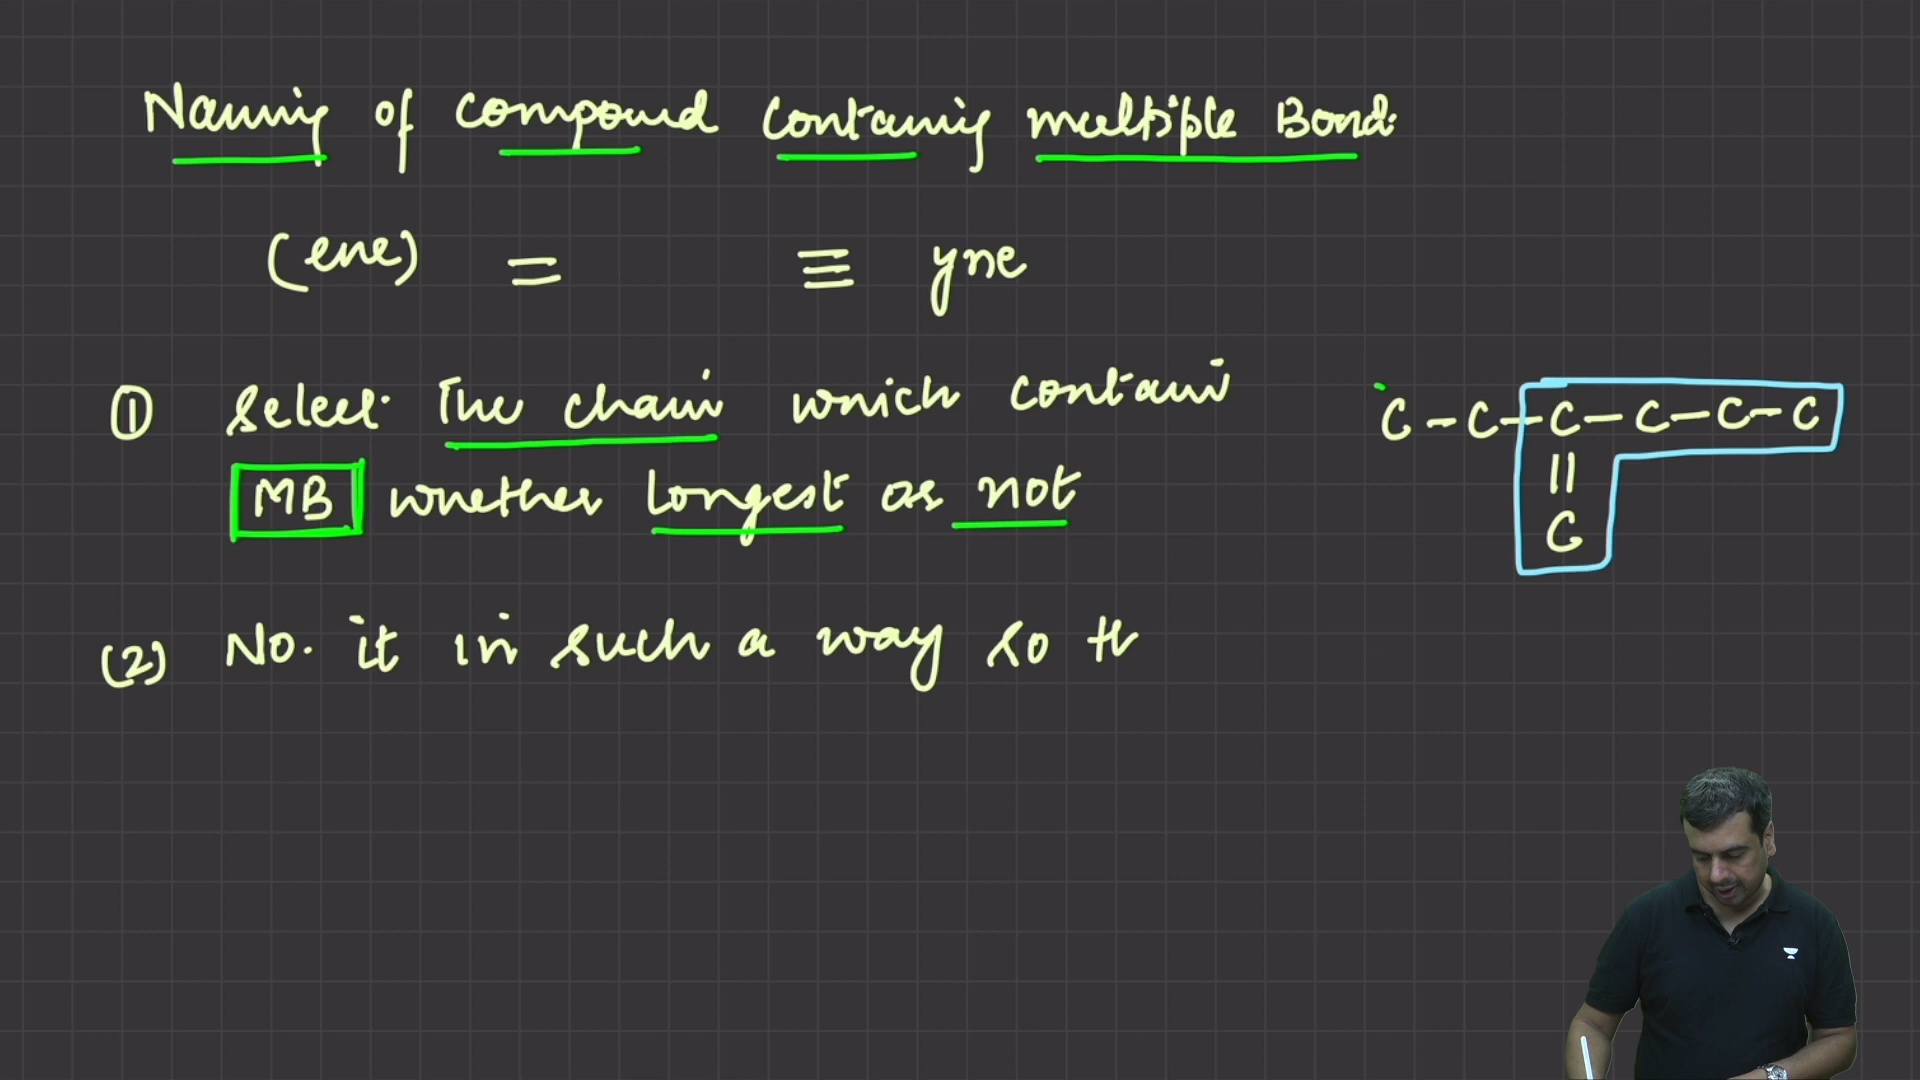 Naming of compound containing multiple Bond.
(ene) = ≡ yne
① Select the chain which contain
MB whether longest or not
C - C - C - C - C - C
||
C
(2) No. it in such a way so th